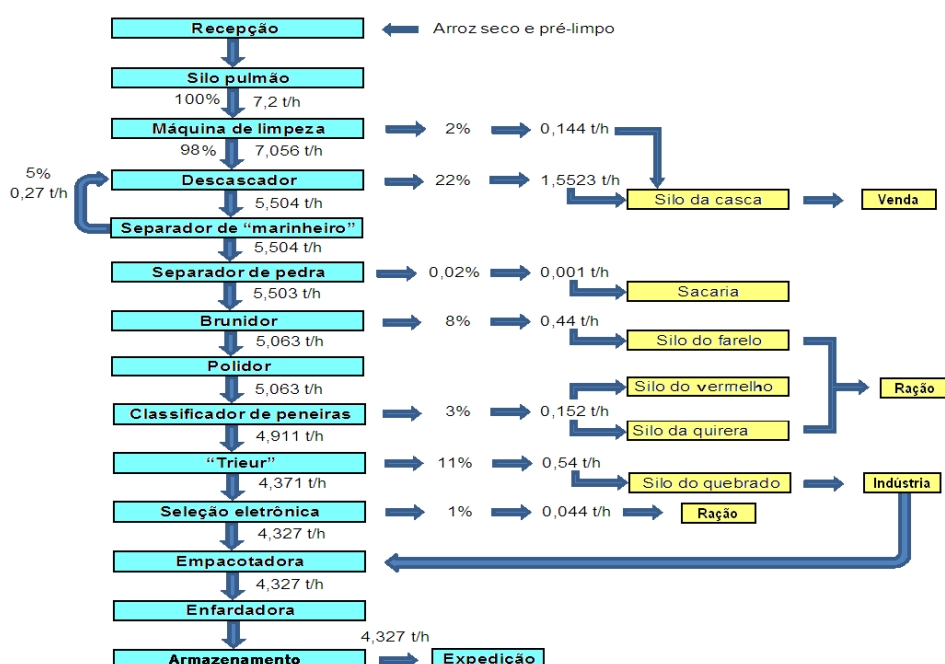 Recepção
Arroz seco e pré-limpo
Silo pulmão
100% 7,2 t/h
Máquina de limpeza
2%
0,144 t/h
98% 7,056 t/h
5%
0,27 t/h
Descascador
22%
1,5523 t/h
5,504 t/h
Silo da casca
Venda
Separador de “marinheiro”
5,504 t/h
Separador de pedra
0,02%
0,001 t/h
5,503 t/h
Sacaria
Brunidor
8%
0,44 t/h
5,063 t/h
Silo do farelo
Polidor
5,063 t/h
Silo do vermelho
Ração
Classificador de peneiras
3%
0,152 t/h
4,911 t/h
Silo da quirera
“Trieur”
11%
0,54 t/h
4,371 t/h
Silo do quebrado
Indústria
Seleção eletrônica
1%
0,044 t/h
Ração
4,327 t/h
Empacotadora
4,327 t/h
Enfardadora
4,327 t/h
Armazenamento
Expedição